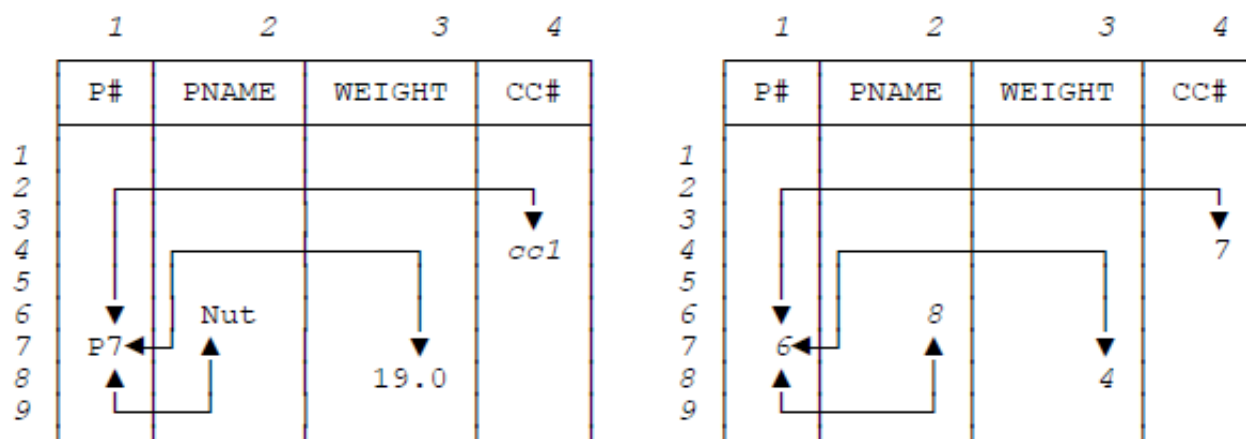 1 2 3 4 1 2 3 4
P# PNAME WEIGHT CC# P# PNAME WEIGHT CC#
1 1
2 2
3 3
4 cc1 4 7
5 5
6 Nut 6 8
7 P7 7 6
8 19.0 8 4
9 9